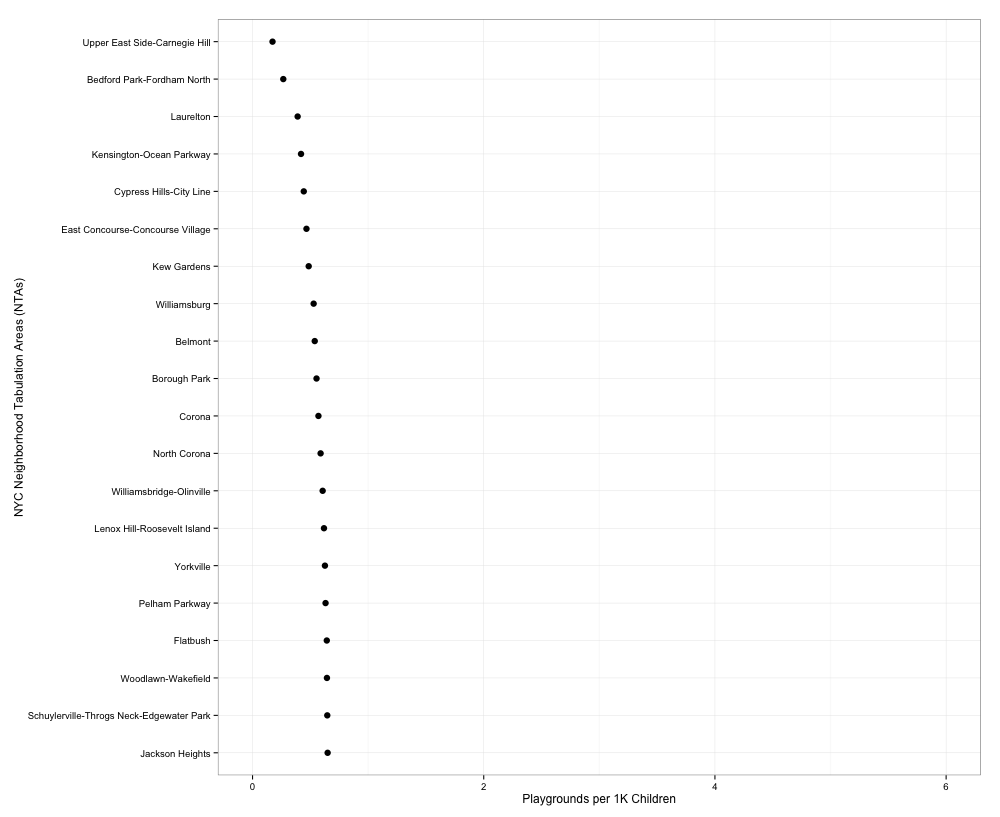 NYC Neighborhood Tabulation Areas (NTAs)
Upper East Side-Carnegie Hill
Bedford Park-Fordham North
Laurelton
Kensington-Ocean Parkway
Cypress Hills-City Line
East Concourse-Concourse Village
Kew Gardens
Williamsburg
Belmont
Borough Park
Corona
North Corona
Williamsbridge-Olinville
Lenox Hill-Roosevelt Island
Yorkville
Pelham Parkway
Flatbush
Woodlawn-Wakefield
Schuylerville-Throgs Neck-Edgewater Park
Jackson Heights
0 2 4 6
Playgrounds per 1K Children